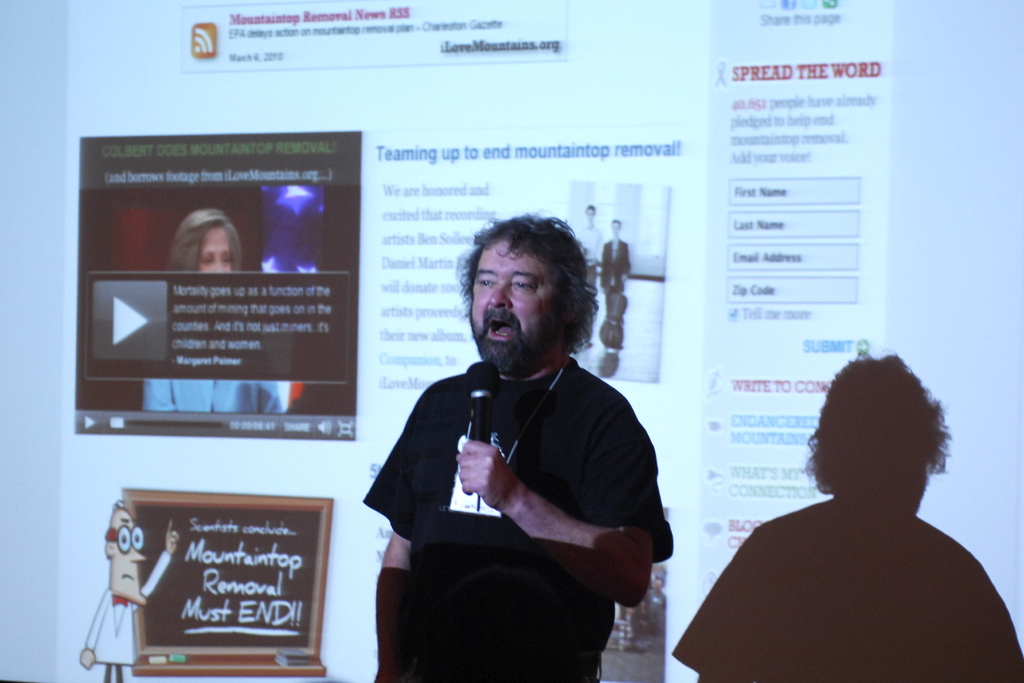 Mountaintop Removal News RSS
EPA delays action on mountaintop removal plan – Charleston Gazette
March 6, 2010
iLoveMountains.org
Share this page
COLBERT DOES MOUNTAINTOP REMOVAL!
(and borrows footage from iLoveMountains.org...)
Mortality goes up as a function of the
amount of mining that goes on in the
counties. And it's not just miners, it's
children and women.
- Margaret Palmer
SHARE
Teaming up to end mountaintop removal!
We are honored and
excited that recording
artists Ben Sollee
Daniel Martin
will donate 100
artists proceeds
their new album,
Companion, to
iLoveMo
Scientists conclude...
Mountaintop
Removal
Must END!!
SPREAD THE WORD
40,651 people have already
pledged to help end
mountaintop removal.
Add your voice!
First Name
Last Name
Email Address
Zip Code
Tell me more
SUBMIT
WRITE TO CON
ENDANGERED
MOUNTAINS
WHAT'S MY
CONNECTION
BLOG